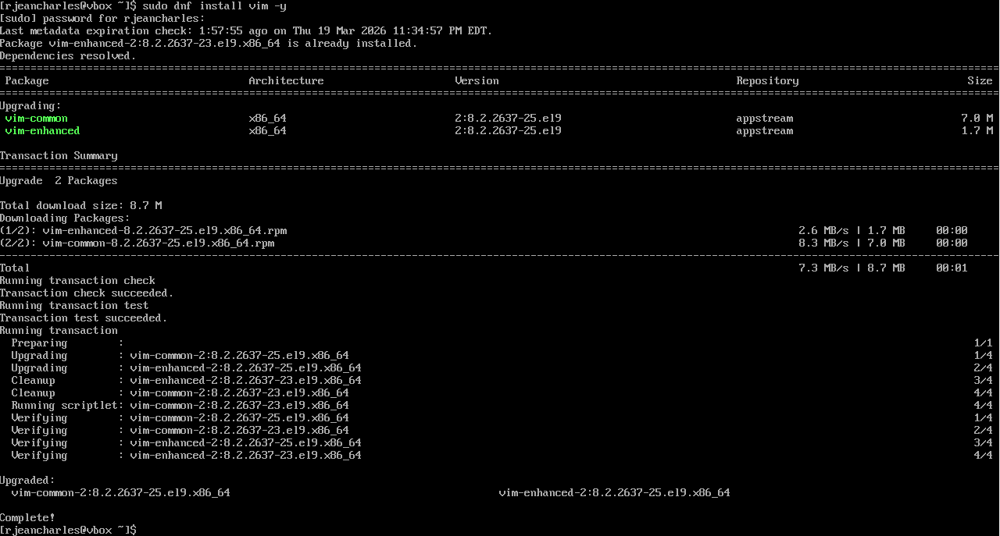 [rjeancharles@vbox ~]$ sudo dnf install vim -y
[sudo] password for rjeancharles:
Last metadata expiration check: 1:57:55 ago on Thu 19 Mar 2026 11:34:57 PM EDT.
Package vim-enhanced-2:8.2.2637-23.el9.x86_64 is already installed.
Dependencies resolved.
================================================================================
Package Architecture Version Repository Size
================================================================================
Upgrading:
vim-common x86_64 2:8.2.2637-25.el9 appstream 7.0 M
vim-enhanced x86_64 2:8.2.2637-25.el9 appstream 1.7 M
Transaction Summary
================================================================================
Upgrade  2 Packages
Total download size: 8.7 M
Downloading Packages:
(1/2): vim-enhanced-8.2.2637-25.el9.x86_64.rpm 2.6 MB/s | 1.7 MB 00:00
(2/2): vim-common-8.2.2637-25.el9.x86_64.rpm 8.3 MB/s | 7.0 MB 00:00
--------------------------------------------------------------------------------
Total 7.3 MB/s | 8.7 MB 00:01
Running transaction check
Transaction check succeeded.
Running transaction test
Transaction test succeeded.
Running transaction
Preparing : 1/1
Upgrading : vim-common-2:8.2.2637-25.el9.x86_64 1/4
Upgrading : vim-enhanced-2:8.2.2637-25.el9.x86_64 2/4
Cleanup : vim-enhanced-2:8.2.2637-23.el9.x86_64 3/4
Cleanup : vim-common-2:8.2.2637-23.el9.x86_64 4/4
Running scriptlet: vim-common-2:8.2.2637-23.el9.x86_64 4/4
Verifying : vim-common-2:8.2.2637-25.el9.x86_64 1/4
Verifying : vim-common-2:8.2.2637-23.el9.x86_64 2/4
Verifying : vim-enhanced-2:8.2.2637-25.el9.x86_64 3/4
Verifying : vim-enhanced-2:8.2.2637-23.el9.x86_64 4/4
Upgraded:
vim-common-2:8.2.2637-25.el9.x86_64 vim-enhanced-2:8.2.2637-25.el9.x86_64
Complete!
[rjeancharles@vbox ~]$